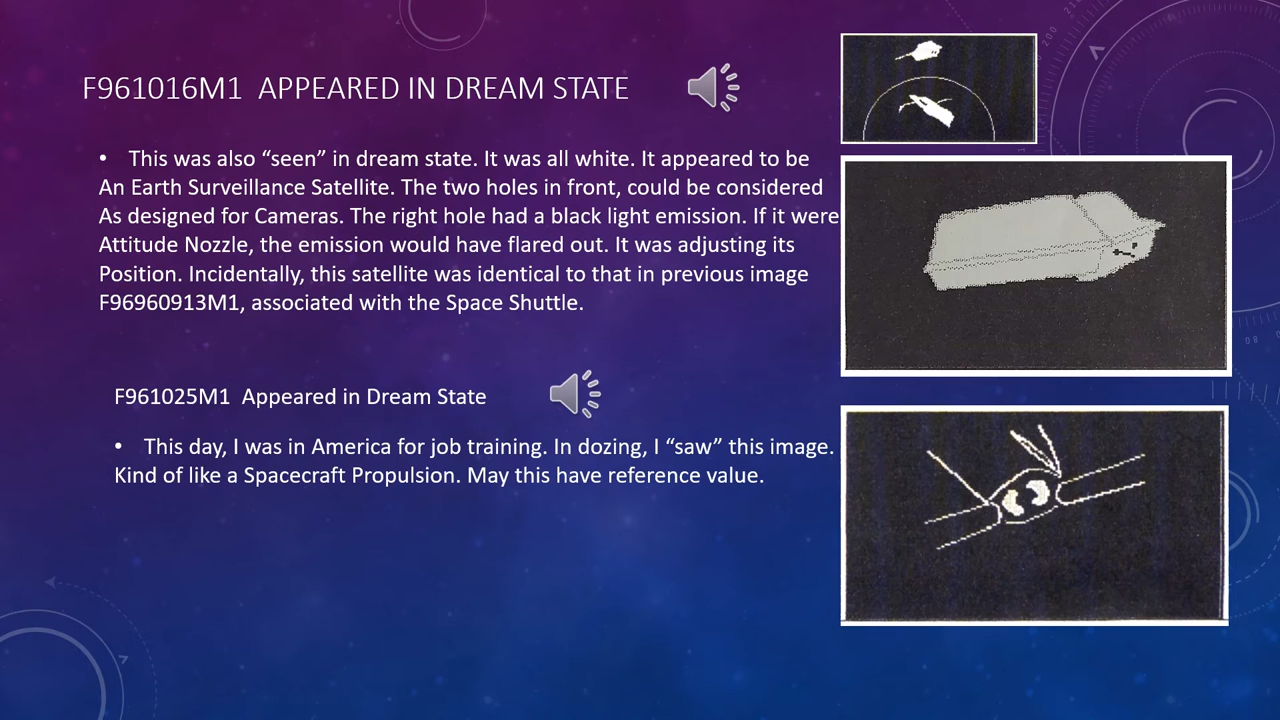 F961016M1  APPEARED IN DREAM STATE
• This was also “seen” in dream state. It was all white. It appeared to be
An Earth Surveillance Satellite. The two holes in front, could be considered
As designed for Cameras. The right hole had a black light emission. If it were
Attitude Nozzle, the emission would have flared out. It was adjusting its
Position. Incidentally, this satellite was identical to that in previous image
F96960913M1, associated with the Space Shuttle.
F961025M1  Appeared in Dream State
• This day, I was in America for job training. In dozing, I “saw” this image.
Kind of like a Spacecraft Propulsion. May this have reference value.
200
80